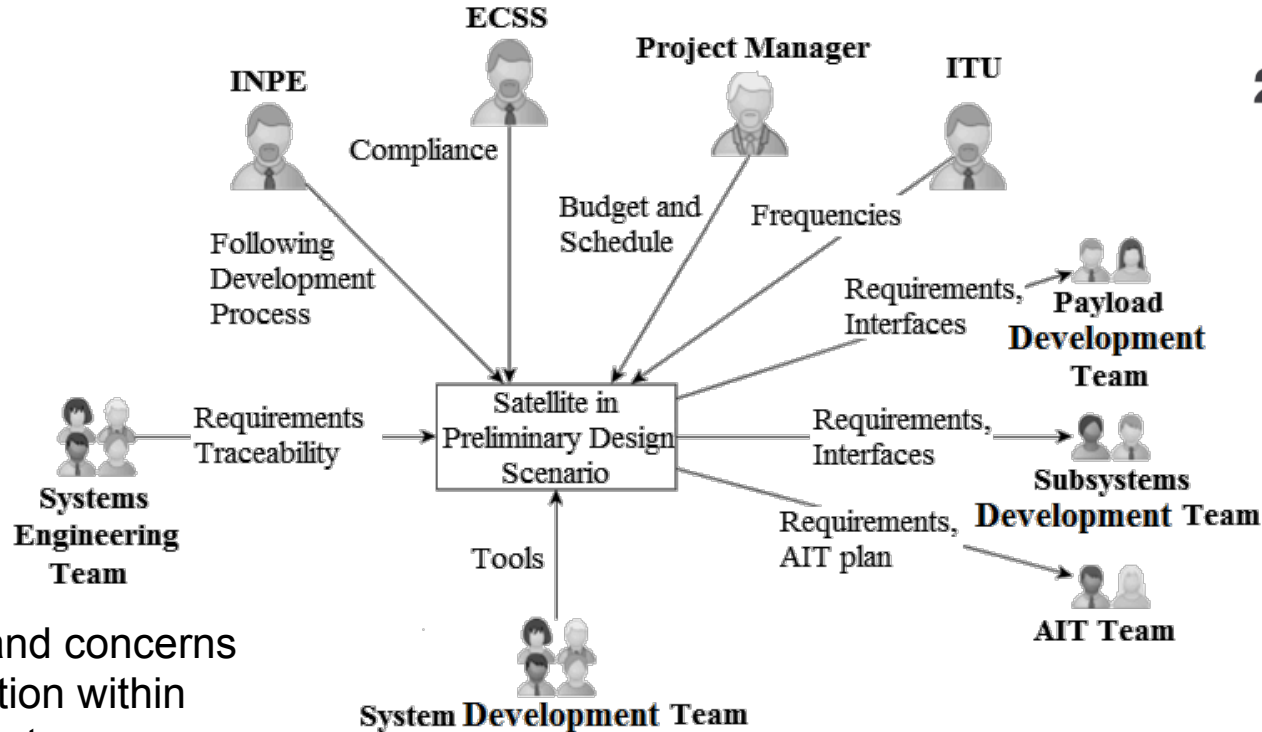 ECSS
Project Manager
ITU
INPE
2
Compliance
Budget and
Schedule
Frequencies
Following
Development
Process
Requirements,
Interfaces
Payload
Development
Team
Requirements
Traceability
Satellite in
Preliminary Design
Scenario
Requirements,
Interfaces
Subsystems
Development Team
Systems
Engineering
Team
Tools
Requirements,
AIT plan
AIT Team
and concerns
tion within
System Development Team